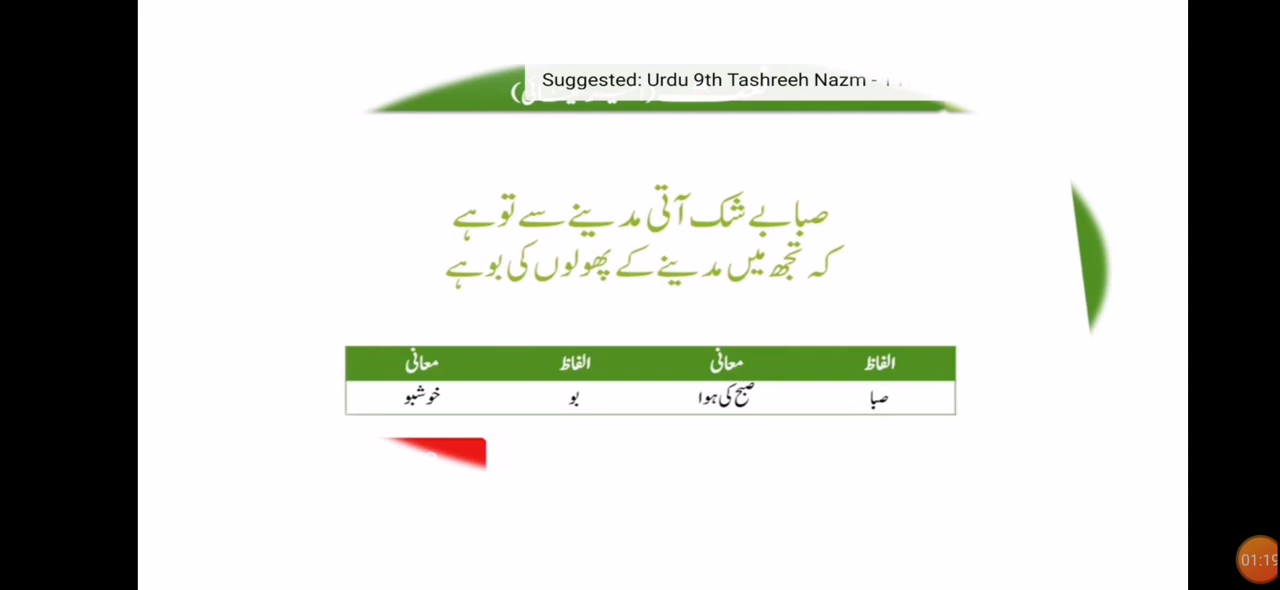 Suggested: Urdu 9th Tashreeh Nazm -
صبا بے شک آتی مدینے سے تو ہے
کہ تجھ میں مدینے کے پھولوں کی بو ہے
الفاظ معانی الفاظ معانی
صبا صبح کی ہوا بو خوشبو
01:19